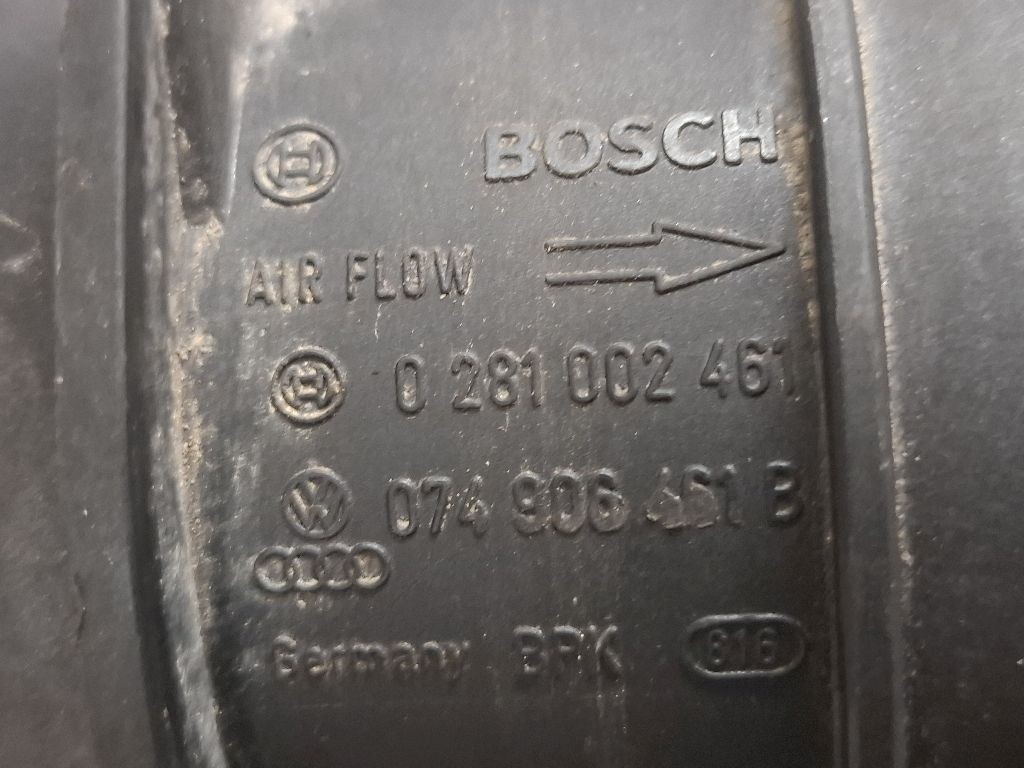 BOSCH
AIR FLOW
0 281 002 461
074 906 461 B
Germany BPK 616